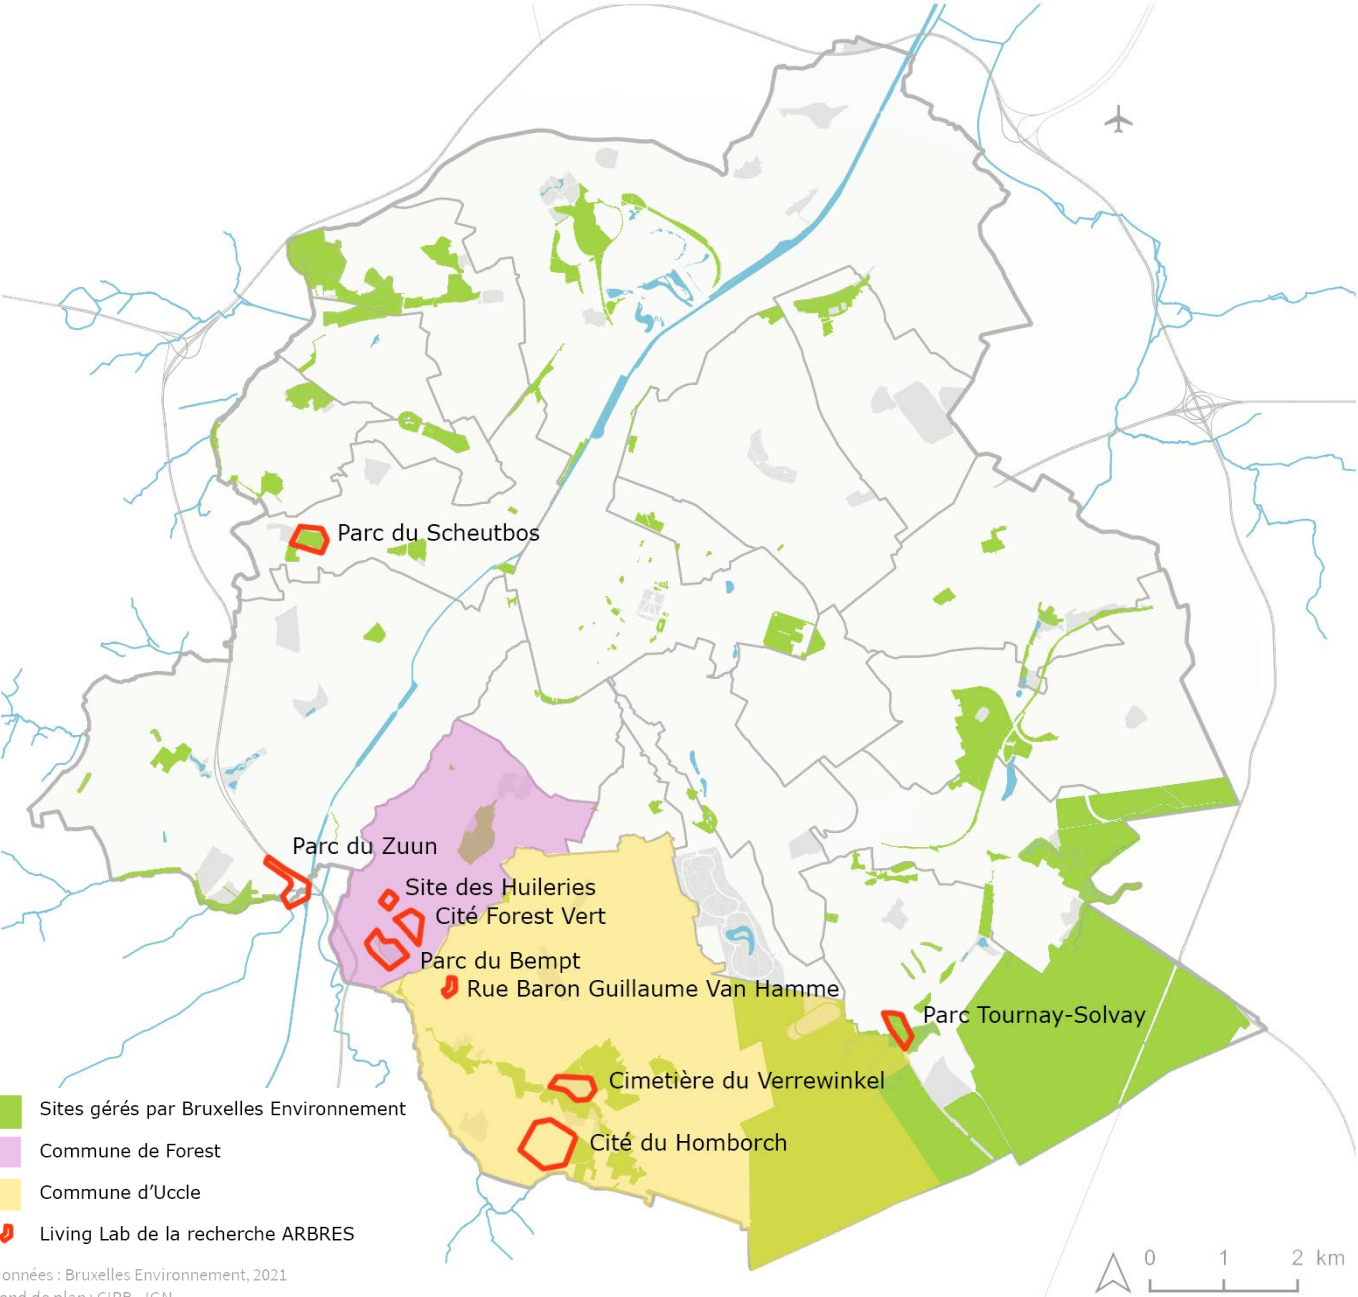 Parc du Scheutbos
Parc du Zuun
Site des Huileries
Cité Forest Vert
Parc du Bempt
Rue Baron Guillaume Van Hamme
Parc Tournay-Solvay
Cimetière du Verrewinkel
Cité du Homborch
Sites gérés par Bruxelles Environnement
Commune de Forest
Commune d'Uccle
Living Lab de la recherche ARBRES
onnées : Bruxelles Environnement, 2021
0 1 2 km